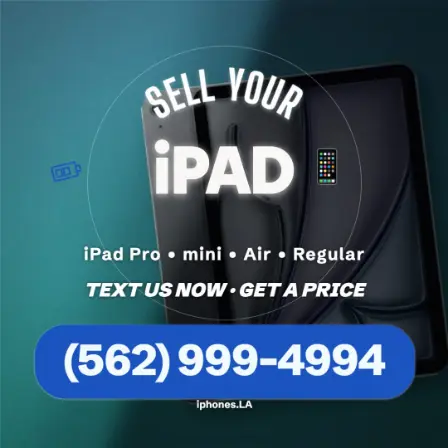 SELL YOUR
iPAD
iPad Pro • mini • Air • Regular
TEXT US NOW • GET A PRICE
(562) 999-4994
iphones.LA